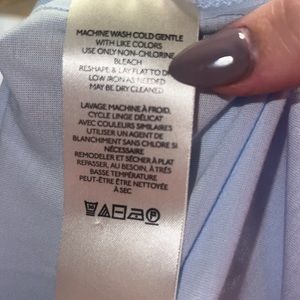 MACHINE WASH COLD GENTLE
WITH LIKE COLORS
USE ONLY NON-CHLORINE
BLEACH
RESHAPE & LAY FLAT TO
LOW IRON AS NEEDED
MAY BE DRY CLEANED
LAVAGE MACHINE À FROID,
CYCLE LINGE DÉLICAT
AVEC COULEURS SIMILAIRES
UTILISER UN AGENT DE
BLANCHIMENT SANS CHLORE SI
NÉCESSAIRE
REMODELER ET SÉCHER À PLAT
REPASSER, AU BESOIN, À TRÈS
BASSE TEMPÉRATURE
PEUT-ÊTRE ÊTRE NETTOYÉE
À SEC